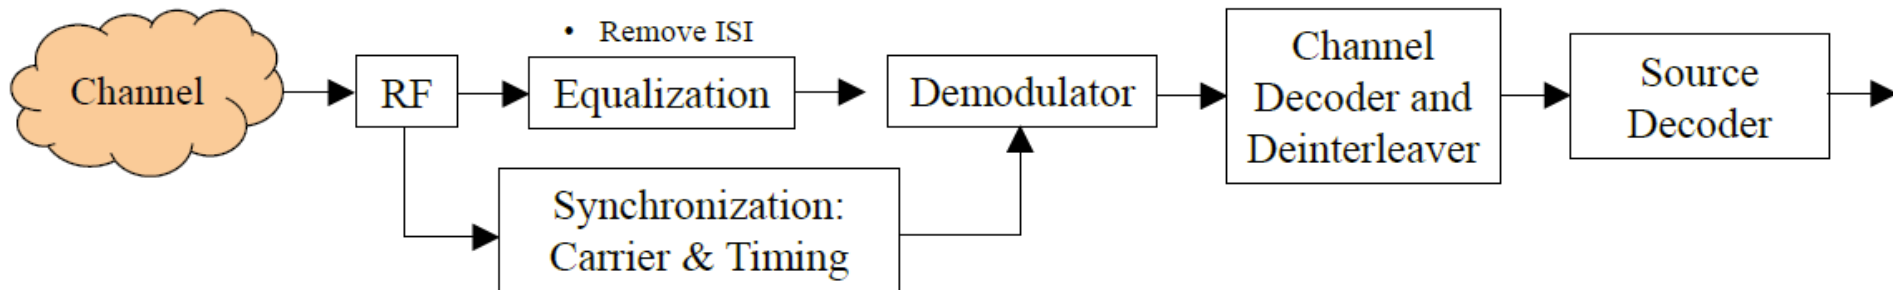 • Remove ISI
Channel
RF
Equalization
Demodulator
Channel
Decoder and
Deinterleaver
Source
Decoder
Synchronization:
Carrier & Timing